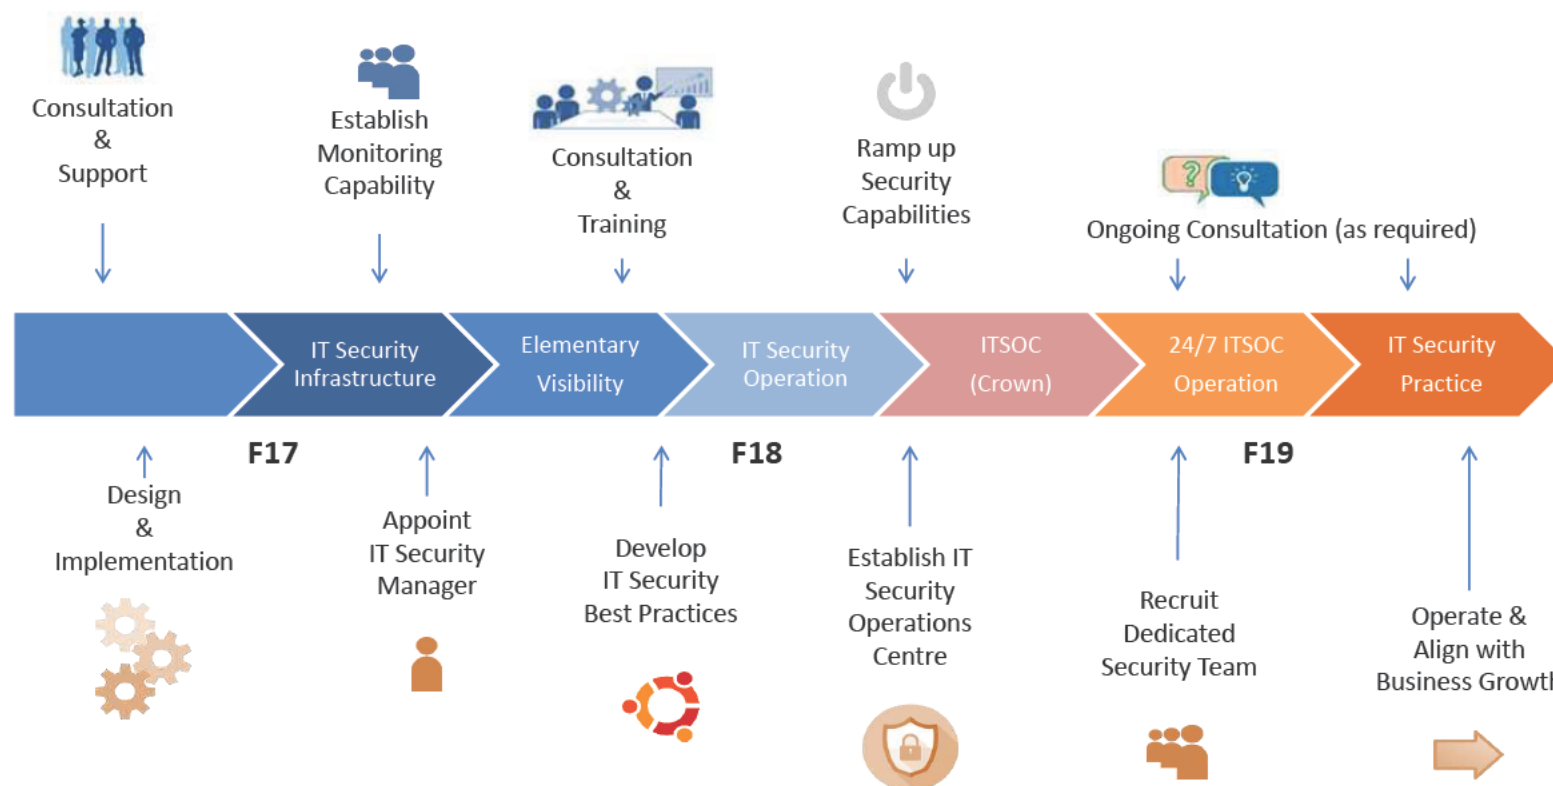 Consultation
&
Support
Establish
Monitoring
Capability
Consultation
&
Training
Ramp up
Security
Capabilities
?
Ongoing Consultation (as required)
IT Security
Infrastructure
Elementary
Visibility
IT Security
Operation
ITSOC
(Crown)
24/7 ITSOC
Operation
IT Security
Practice
F17
F18
F19
Design
&
Implementation
Appoint
IT Security
Manager
Develop
IT Security
Best Practices
Establish IT
Security
Operations
Centre
Recruit
Dedicated
Security Team
Operate &
Align with
Business Growth